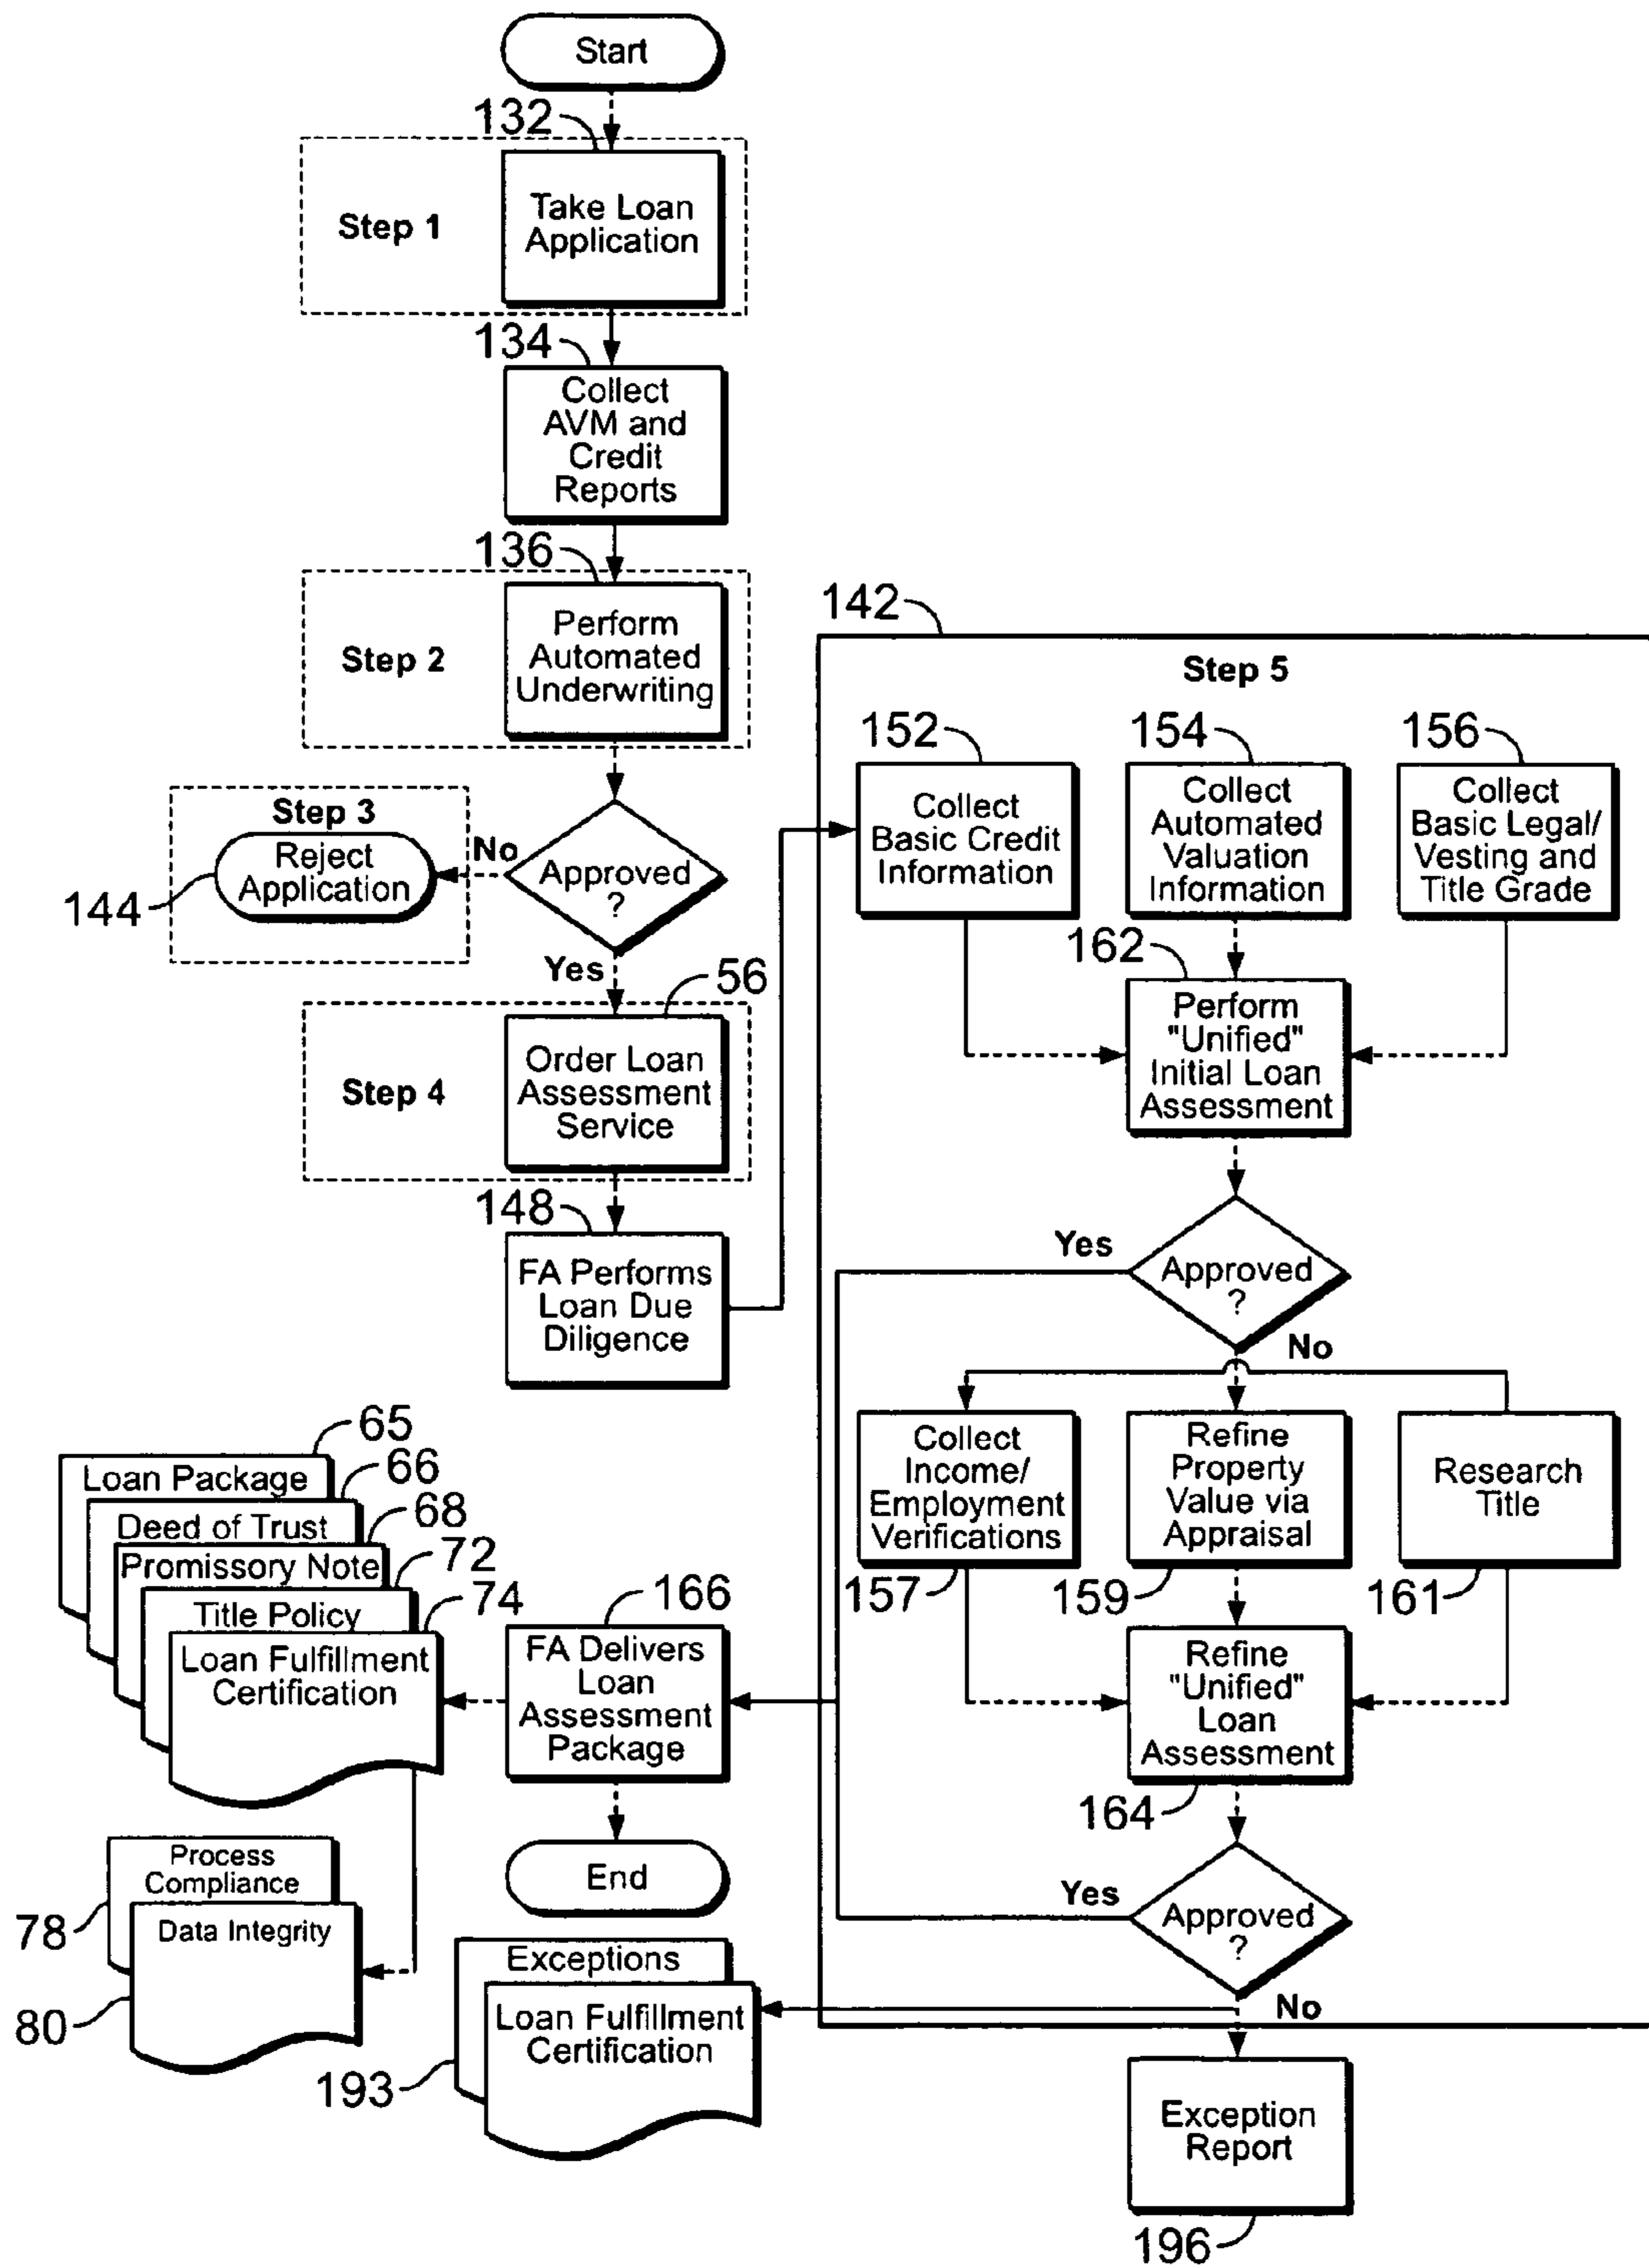 Start
132
Step 1
Take Loan
Application
134
Collect
AVM and
Credit
Reports
136
Step 2
Perform
Automated
Underwriting
Step 3
Reject
Application
144
No
Approved
?
Yes
56
Step 4
Order Loan
Assessment
Service
148
FA Performs
Loan Due
Diligence
142
Step 5
152
Collect
Basic Credit
Information
154
Collect
Automated
Valuation
Information
156
Collect
Basic Legal/
Vesting and
Title Grade
162
Perform
"Unified"
Initial Loan
Assessment
Yes
Approved
?
No
Collect
Income/
Employment
Verifications
157
Refine
Property
Value via
Appraisal
159
Research
Title
161
Refine
"Unified"
Loan
Assessment
164
Yes
Approved
?
No
65
Loan Package
66
Deed of Trust
68
Promissory Note
72
Title Policy
74
Loan Fulfillment
Certification
166
FA Delivers
Loan
Assessment
Package
End
Process
Compliance
78
Data Integrity
80
Exceptions
Loan Fulfillment
Certification
193
Exception
Report
196